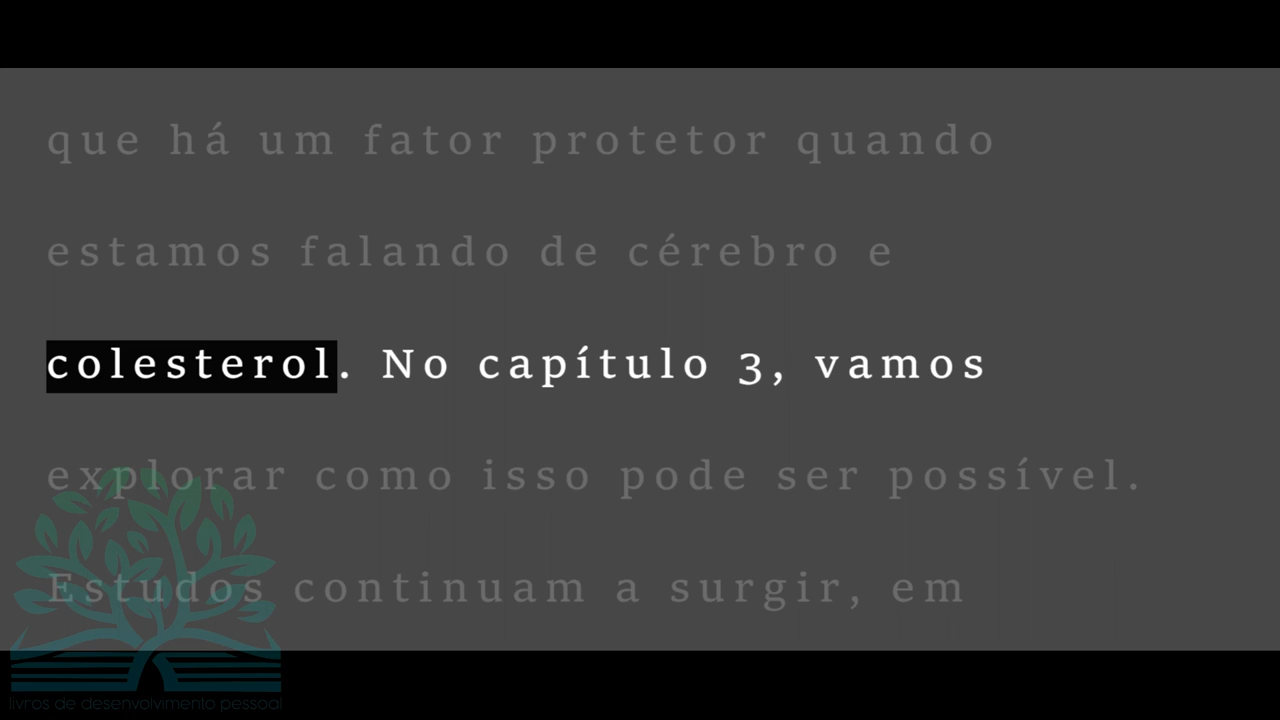 que há um fator protetor quando
estamos falando de cérebro e
colesterol. No capítulo 3, vamos
explorar como isso pode ser possível.
Estudos continuam a surgir, em
livros de desenvolvimento pessoal